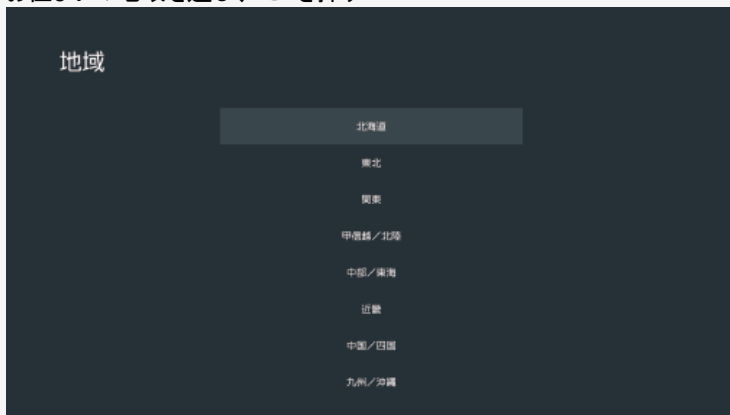 地域
北海道
東北
関東
甲信越／北陸
中部／東海
近畿
中国／四国
九州／沖縄